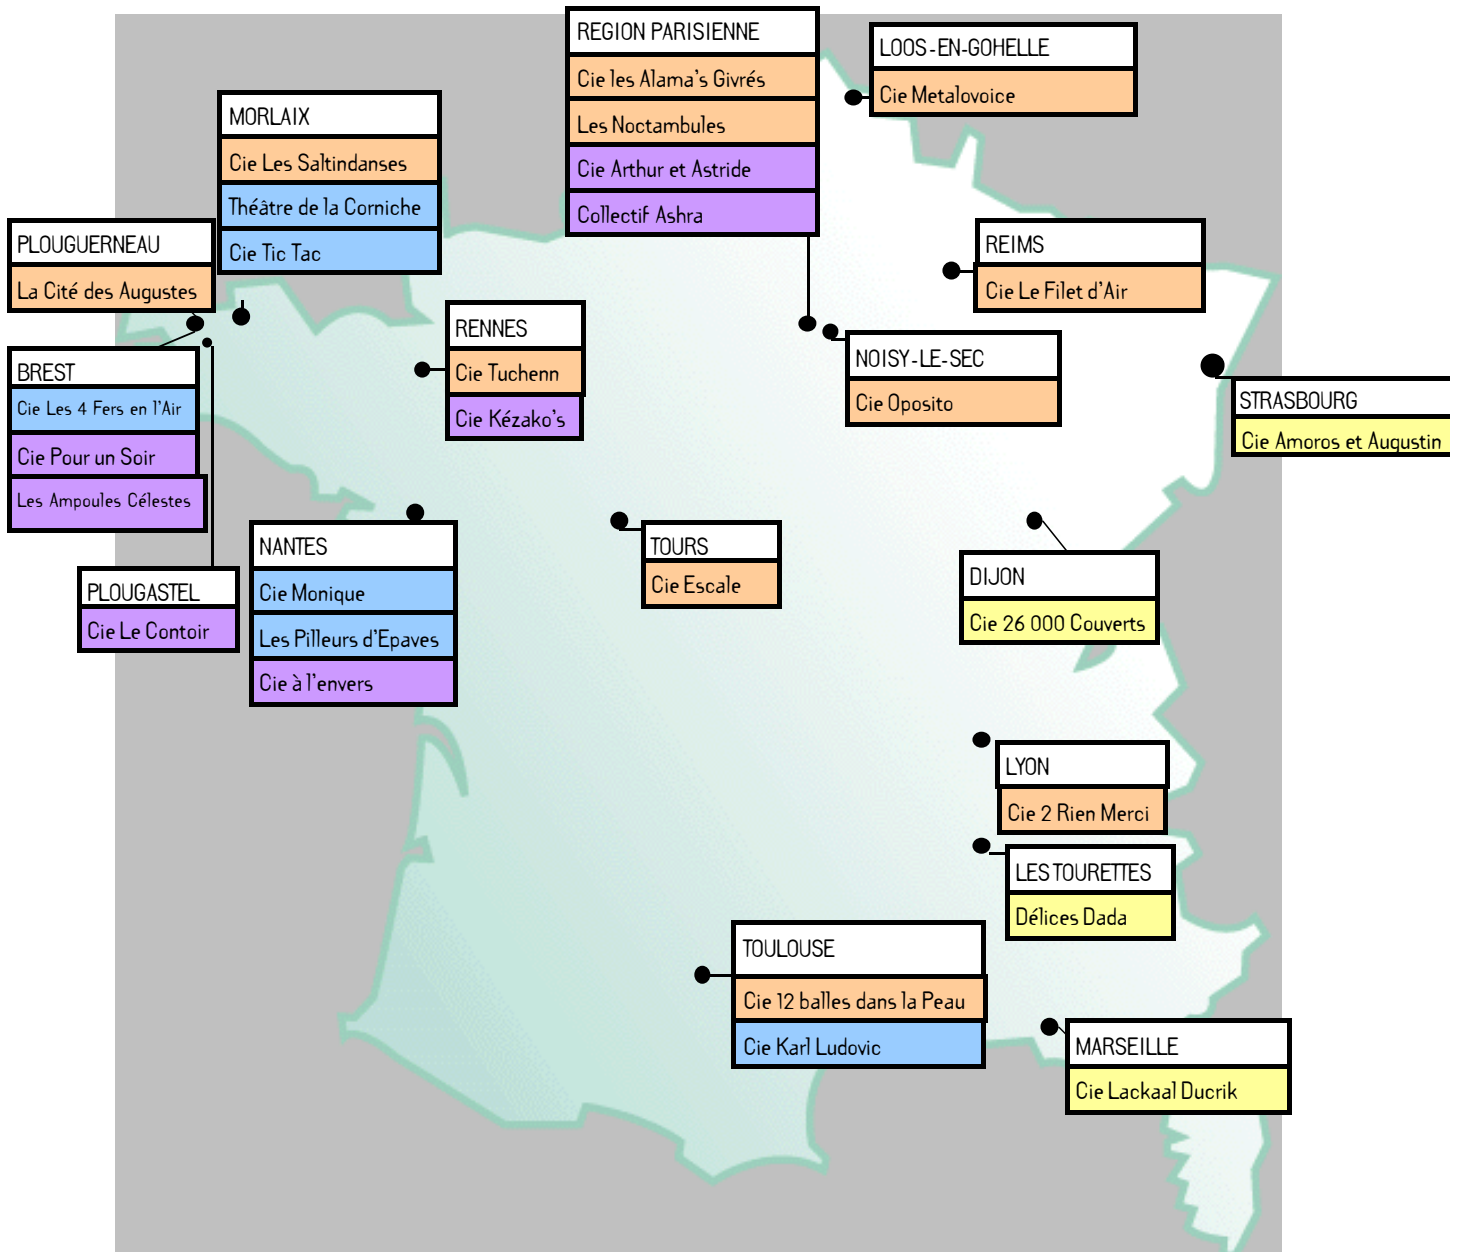 REGION PARISIENNE
Cie les Alama's Givrés
Les Noctambules
Cie Arthur et Astride
Collectif Ashra
LOOS-EN-GOHELLE
Cie Metalovoice
MORLAIX
Cie Les Saltindanses
Théâtre de la Corniche
Cie Tic Tac
PLOUGUERNEAU
La Cité des Augustes
REIMS
Cie Le Filet d'Air
RENNES
Cie Tuchenn
Cie Kézako's
NOISY-LE-SEC
Cie Oposito
BREST
Cie Les 4 Fers en l'Air
Cie Pour un Soir
Les Ampoules Célestes
STRASBOURG
Cie Amoros et Augustin
NANTES
Cie Monique
Les Pilleurs d'Epaves
Cie à l'envers
TOURS
Cie Escale
DIJON
Cie 26 000 Couverts
PLOUGASTEL
Cie Le Contoir
LYON
Cie 2 Rien Merci
LES TOURETTES
Délices Dada
TOULOUSE
Cie 12 balles dans la Peau
Cie Karl Ludovic
MARSEILLE
Cie Lackaal Ducrik